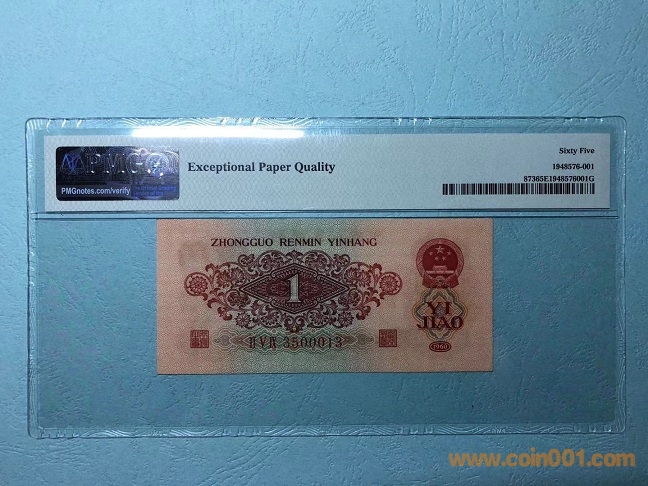 PMG
PMGnotes.com/verify
Exceptional Paper Quality
Sixty Five
1948576-001
87365E1948576001G
ZHONGGUO RENMIN YINHANG
1
YI
JIAO
3500013
1960
www.coin001.com